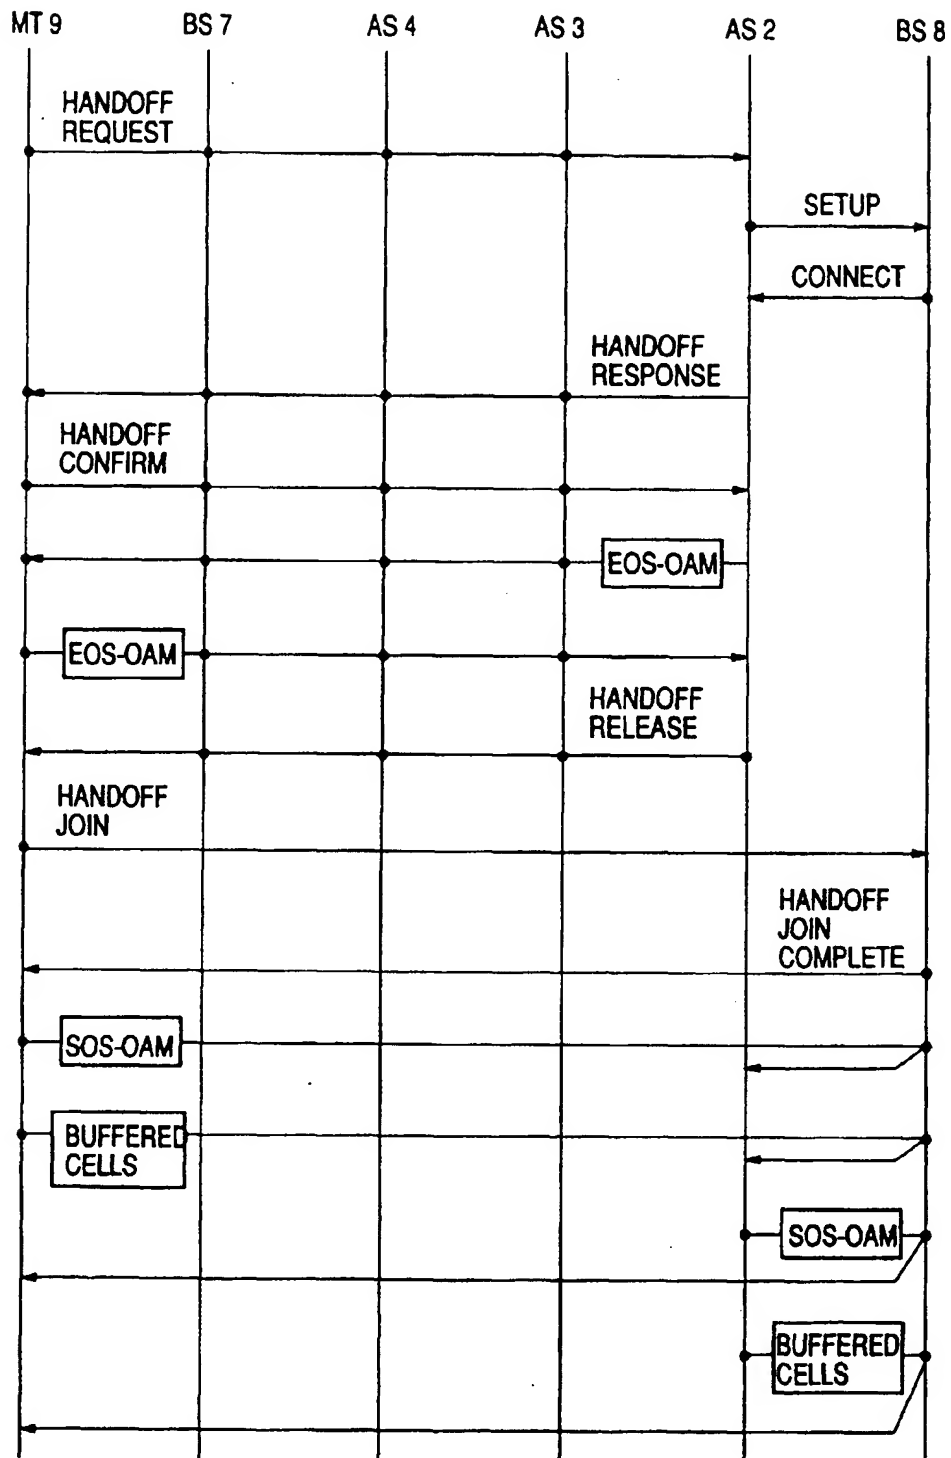 MT 9 BS 7 AS 4 AS 3 AS 2 BS 8
HANDOFF
REQUEST
SETUP
CONNECT
HANDOFF
RESPONSE
HANDOFF
CONFIRM
EOS-OAM
EOS-OAM
HANDOFF
RELEASE
HANDOFF
JOIN
HANDOFF
JOIN
COMPLETE
SOS-OAM
BUFFERED
CELLS
SOS-OAM
BUFFERED
CELLS